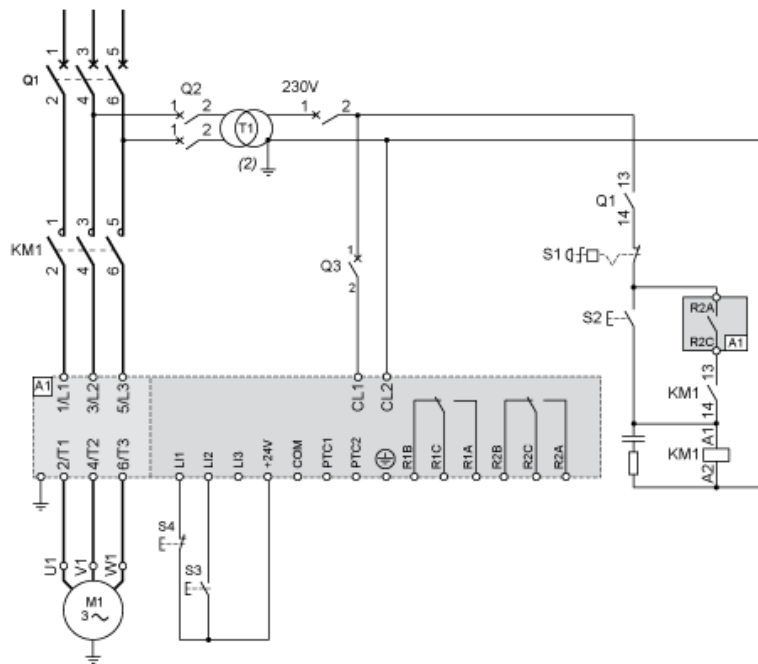 1 3 5
Q1
2 4 6
Q2
1 2
1 2
T1
(2)
230V
1 2
Q1
13
14
S1
S2
R2A
R2C
A1
KM1
13
14
KM1
A1
A2
1 3 5
KM1
2 4 6
Q3
1
2
A1
1/L1 3/L2 5/L3
CL1 CL2
2/T1 4/T2 6/T3
LI1 LI2 LI3 +24V COM PTC1 PTC2 R1B R1C R1A R2B R2C R2A
S4
S3
U1 V1 W1
M1
3